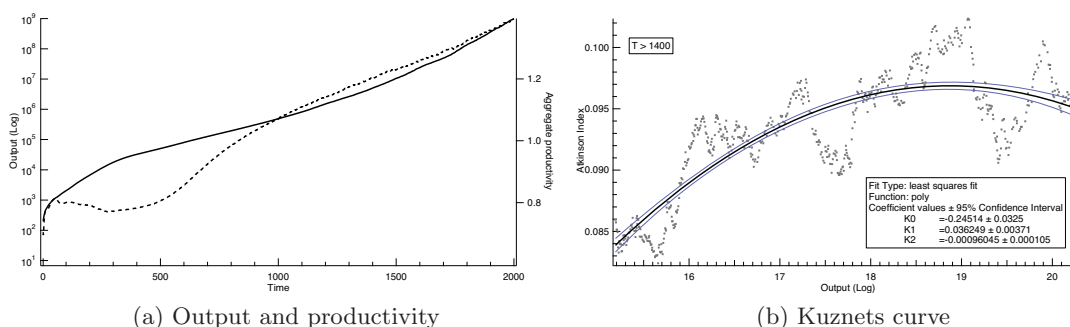 10^9
10^8
10^7
10^6
10^5
10^4
10^3
10^2
10^1
Output (Log)
0
500
1000
1500
2000
Time
1.2
1.0
0.8
Aggregate productivity
(a) Output and productivity
T > 1400
0.100
0.095
0.090
0.085
Atkinson Index
Fit Type: least squares fit
Function: poly
Coefficient values ± 95% Confidence Interval
K0 =-0.24514 ± 0.0325
K1 =0.036249 ± 0.00371
K2 =-0.00096045 ± 0.000105
16
17
18
19
20
Output (Log)
(b) Kuznets curve